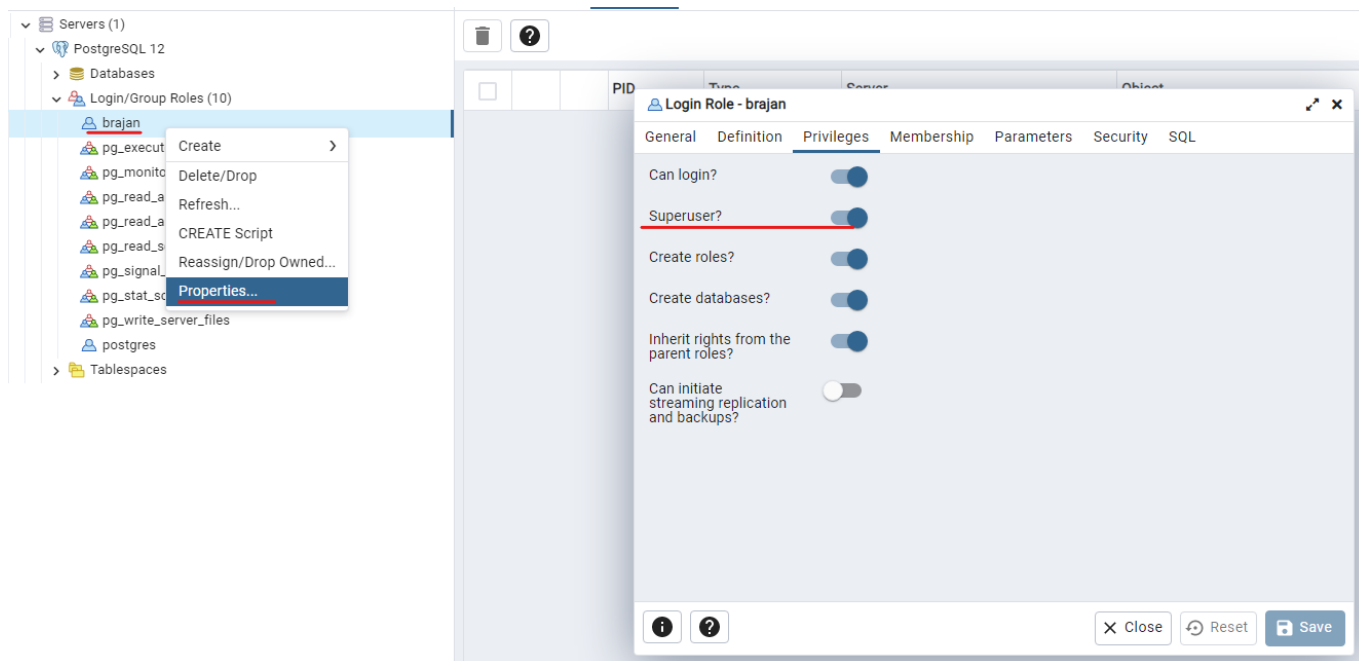 Servers (1)
PostgreSQL 12
Databases
Login/Group Roles (10)
brajan
pg_execut
pg_monito
pg_read_a
pg_read_a
pg_read_s
pg_signal_
pg_stat_sc
pg_write_server_files
postgres
Tablespaces
Create
Delete/Drop
Refresh...
CREATE Script
Reassign/Drop Owned...
Properties...
PID
Type
Server
Object
Login Role - brajan
General Definition Privileges Membership Parameters Security SQL
Can login?
Superuser?
Create roles?
Create databases?
Inherit rights from the
parent roles?
Can initiate
streaming replication
and backups?
Close Reset Save